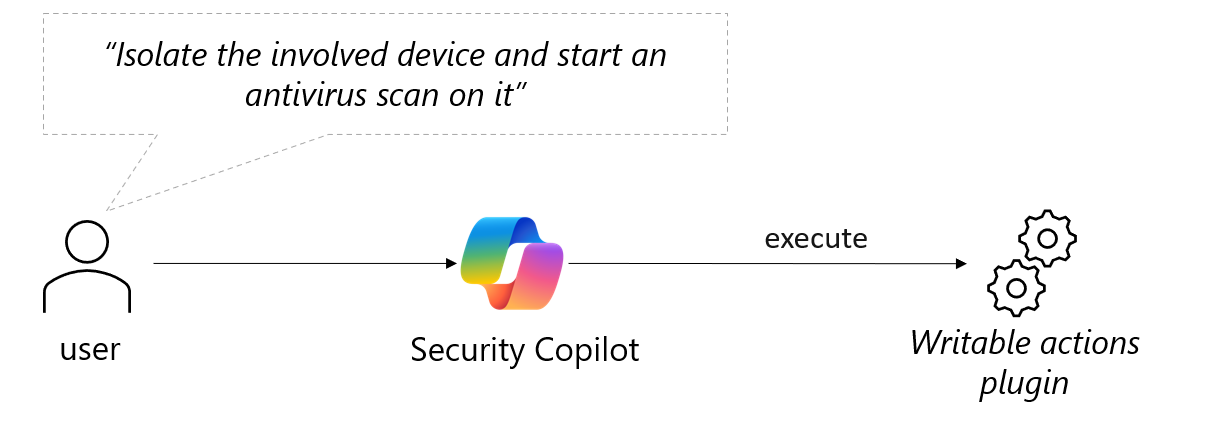 “Isolate the involved device and start an
antivirus scan on it”
execute
user
Security Copilot
Writable actions
plugin